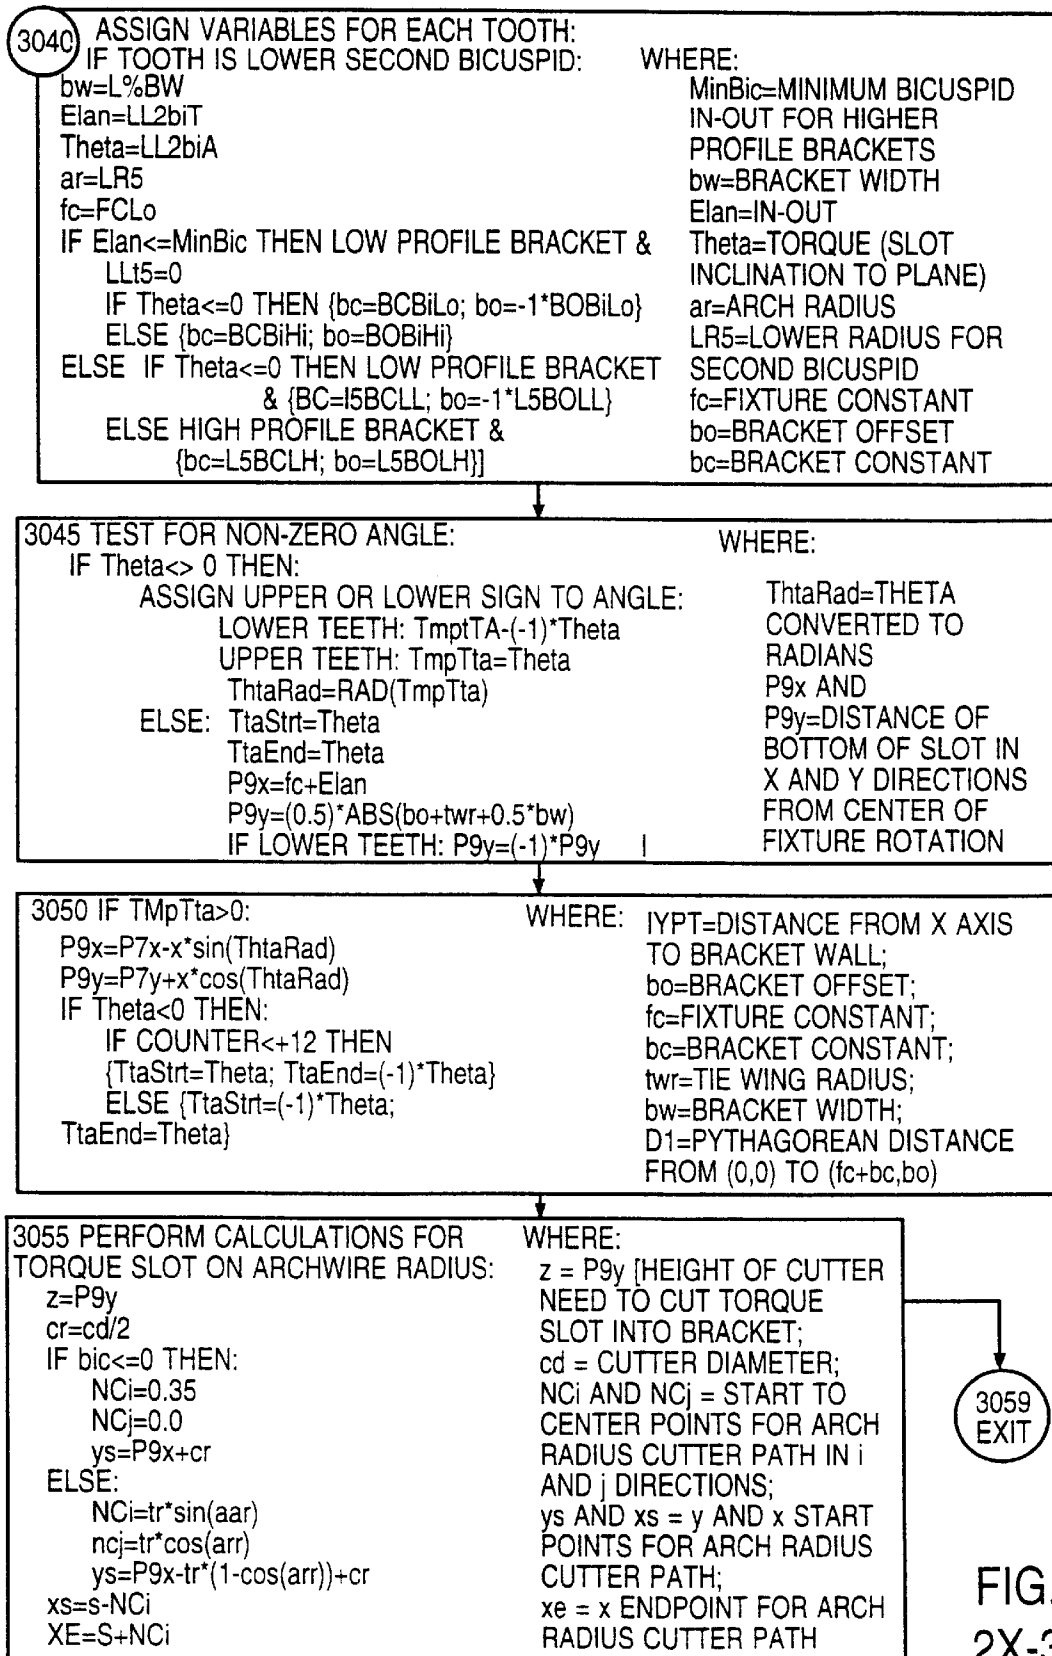 3040 ASSIGN VARIABLES FOR EACH TOOTH:
IF TOOTH IS LOWER SECOND BICUSPID:
bw=L%BW
Elan=LL2biT
Theta=LL2biA
ar=LR5
fc=FCLo
IF Elan<=MinBic THEN LOW PROFILE BRACKET &
LLt5=0
IF Theta<=0 THEN {bc=BCBiLo; bo=-1*BOBiLo}
ELSE {bc=BCBiHi; bo=BOBiHi}
ELSE IF Theta<=0 THEN LOW PROFILE BRACKET
& {BC=l5BCLL; bo=-1*L5BOLL}
ELSE HIGH PROFILE BRACKET &
{bc=L5BCLH; bo=L5BOLH}]
WHERE:
MinBic=MINIMUM BICUSPID
IN-OUT FOR HIGHER
PROFILE BRACKETS
bw=BRACKET WIDTH
Elan=IN-OUT
Theta=TORQUE (SLOT
INCLINATION TO PLANE)
ar=ARCH RADIUS
LR5=LOWER RADIUS FOR
SECOND BICUSPID
fc=FIXTURE CONSTANT
bo=BRACKET OFFSET
bc=BRACKET CONSTANT
3045 TEST FOR NON-ZERO ANGLE:
IF Theta<> 0 THEN:
ASSIGN UPPER OR LOWER SIGN TO ANGLE:
LOWER TEETH: TmptTA-(-1)*Theta
UPPER TEETH: TmpTta=Theta
ThtaRad=RAD(TmpTta)
ELSE: TtaStrt=Theta
TtaEnd=Theta
P9x=fc+Elan
P9y=(0.5)*ABS(bo+twr+0.5*bw)
IF LOWER TEETH: P9y=(-1)*P9y |
WHERE:
ThtaRad=THETA
CONVERTED TO
RADIANS
P9x AND
P9y=DISTANCE OF
BOTTOM OF SLOT IN
X AND Y DIRECTIONS
FROM CENTER OF
FIXTURE ROTATION
3050 IF TMpTta>0:
P9x=P7x-x*sin(ThtaRad)
P9y=P7y+x*cos(ThtaRad)
IF Theta<0 THEN:
IF COUNTER<+12 THEN
{TtaStrt=Theta; TtaEnd=(-1)*Theta}
ELSE {TtaStrt=(-1)*Theta;
TtaEnd=Theta}
WHERE:
IYPT=DISTANCE FROM X AXIS
TO BRACKET WALL;
bo=BRACKET OFFSET;
fc=FIXTURE CONSTANT;
bc=BRACKET CONSTANT;
twr=TIE WING RADIUS;
bw=BRACKET WIDTH;
D1=PYTHAGOREAN DISTANCE
FROM (0,0) TO (fc+bc,bo)
3055 PERFORM CALCULATIONS FOR
TORQUE SLOT ON ARCHWIRE RADIUS:
z=P9y
cr=cd/2
IF bic<=0 THEN:
NCi=0.35
NCj=0.0
ys=P9x+cr
ELSE:
NCi=tr*sin(aar)
ncj=tr*cos(arr)
ys=P9x-tr*(1-cos(arr))+cr
xs=s-NCi
XE=S+NCi
WHERE:
z = P9y [HEIGHT OF CUTTER
NEED TO CUT TORQUE
SLOT INTO BRACKET;
cd = CUTTER DIAMETER;
NCi AND NCj = START TO
CENTER POINTS FOR ARCH
RADIUS CUTTER PATH IN i
AND j DIRECTIONS;
ys AND xs = y AND x START
POINTS FOR ARCH RADIUS
CUTTER PATH;
xe = x ENDPOINT FOR ARCH
RADIUS CUTTER PATH
3059
EXIT
FIG.
2X-3